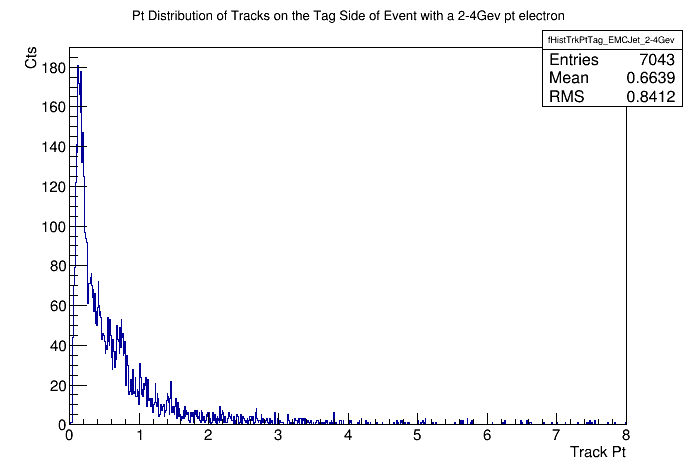 Pt Distribution of Tracks on the Tag Side of Event with a 2-4Gev pt electron
fHistTrkPtTag_EMCJet_2-4Gev
Entries 7043
Mean 0.6639
RMS 0.8412
Cts
180
160
140
120
100
80
60
40
20
0
0 1 2 3 4 5 6 7 8
Track Pt